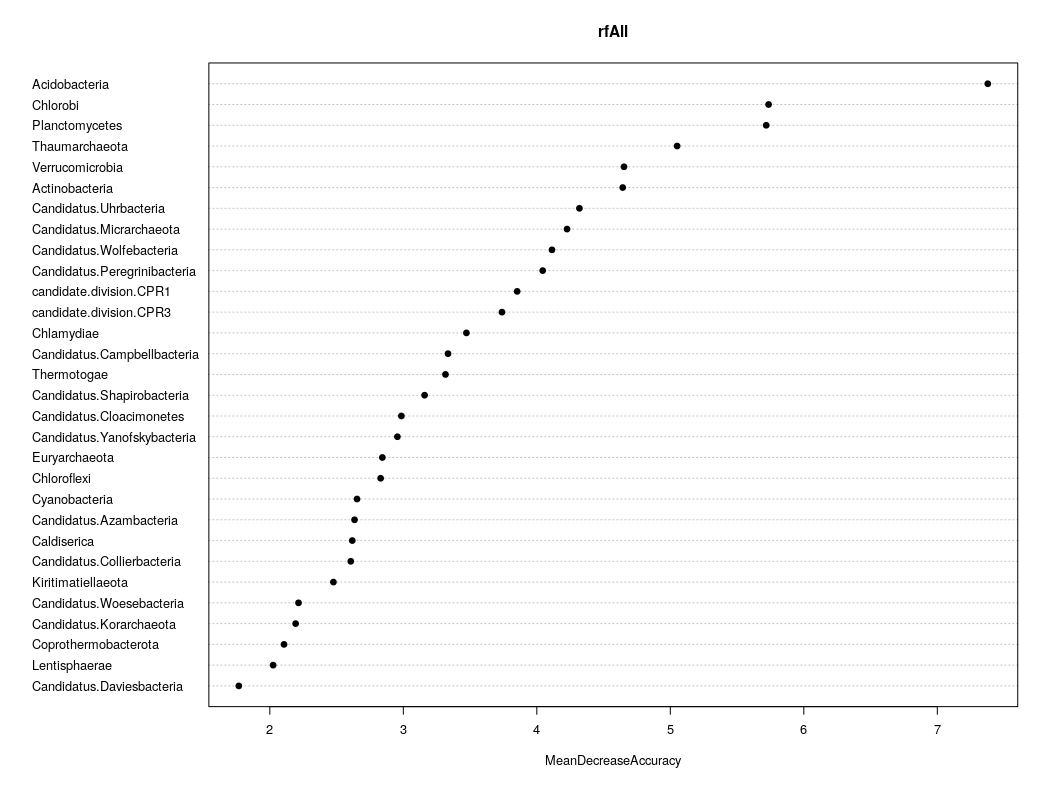 rfAll
Acidobacteria
Chlorobi
Planctomycetes
Thaumarchaeota
Verrucomicrobia
Actinobacteria
Candidatus.Uhrbacteria
Candidatus.Micrarchaeota
Candidatus.Wolfebacteria
Candidatus.Peregrinibacteria
candidate.division.CPR1
candidate.division.CPR3
Chlamydiae
Candidatus.Campbellbacteria
Thermotogae
Candidatus.Shapirobacteria
Candidatus.Cloacimonetes
Candidatus.Yanofskybacteria
Euryarchaeota
Chloroflexi
Cyanobacteria
Candidatus.Azambacteria
Caldiserica
Candidatus.Collierbacteria
Kiritimatiellaeota
Candidatus.Woesebacteria
Candidatus.Korarchaeota
Coprothermobacterota
Lentisphaerae
Candidatus.Daviesbacteria
2 3 4 5 6 7
MeanDecreaseAccuracy